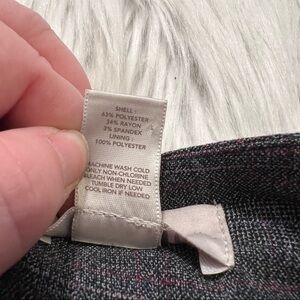 SHELL :
63% POLYESTER
34% RAYON
3% SPANDEX
LINING :
100% POLYESTER
MACHINE WASH COLD
ONLY NON-CHLORINE
BLEACH WHEN NEEDED
TUMBLE DRY LOW
COOL IRON IF NEEDED